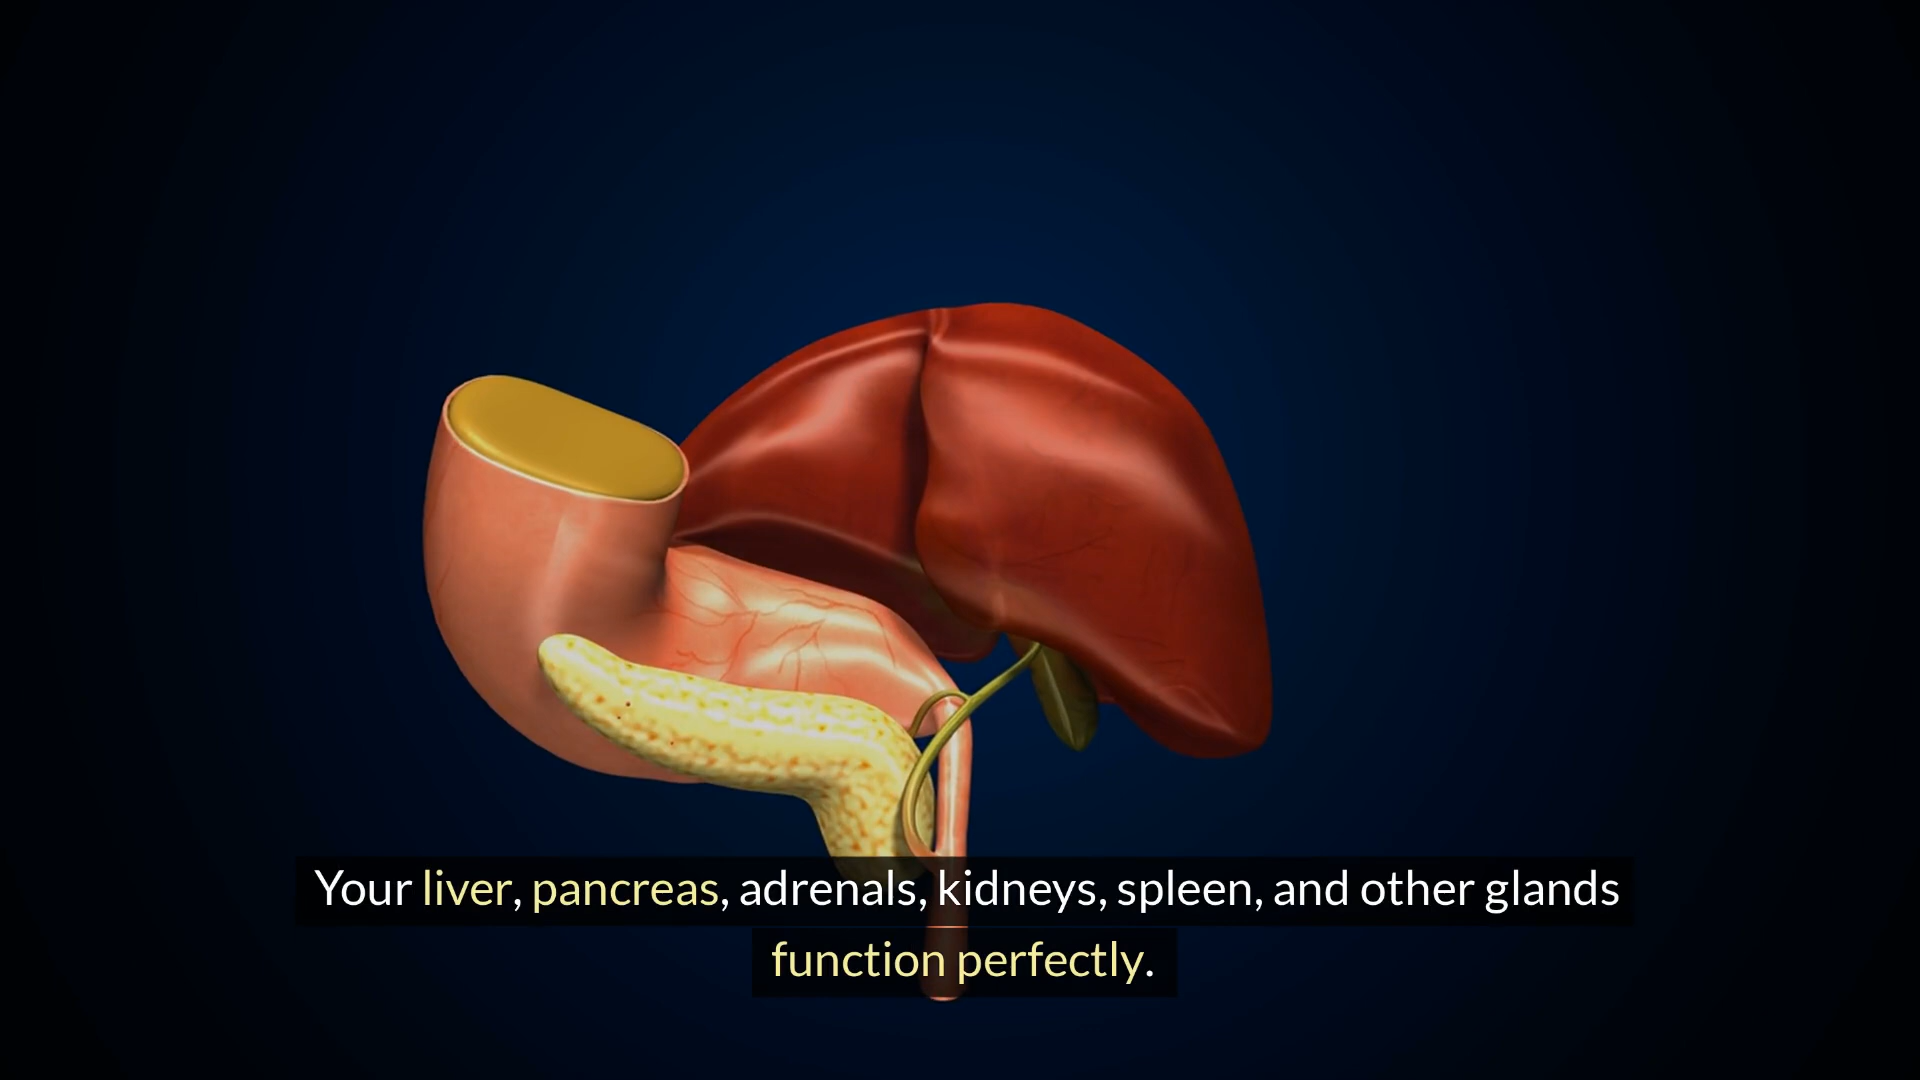 Your liver, pancreas, adrenals, kidneys, spleen, and other glands
function perfectly.